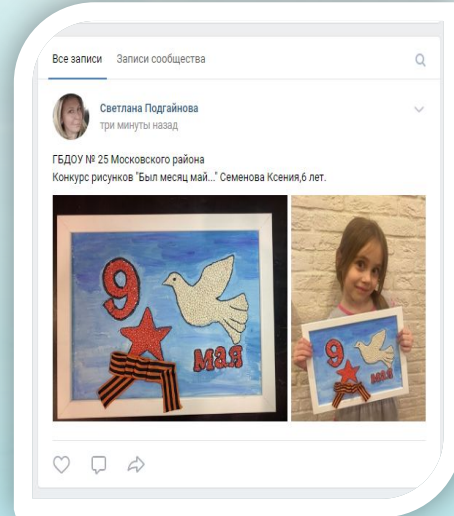 Все записи Записи сообщества
Светлана Подгайнова
три минуты назад
ГБДОУ № 25 Московского района
Конкурс рисунков "Был месяц май..." Семенова Ксения,6 лет.
9
мая
9
мая